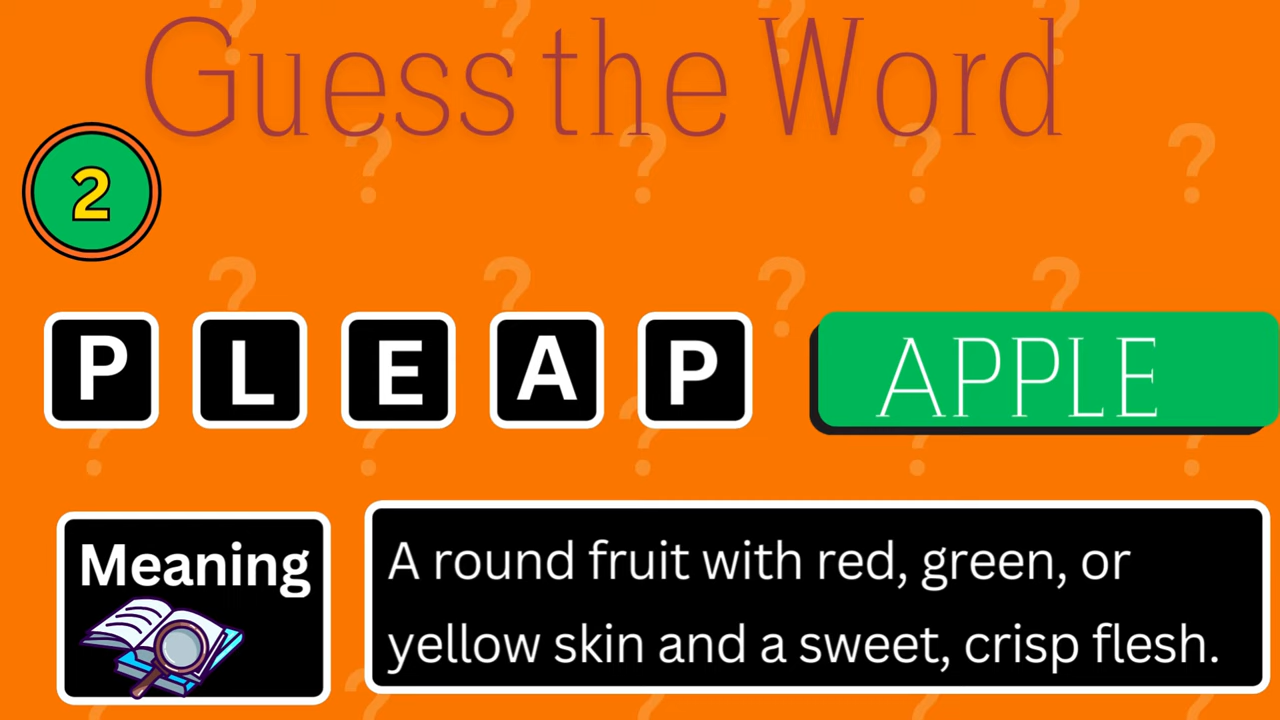 Guess the Word
2
P L E A P
APPLE
Meaning
A round fruit with red, green, or
yellow skin and a sweet, crisp flesh.